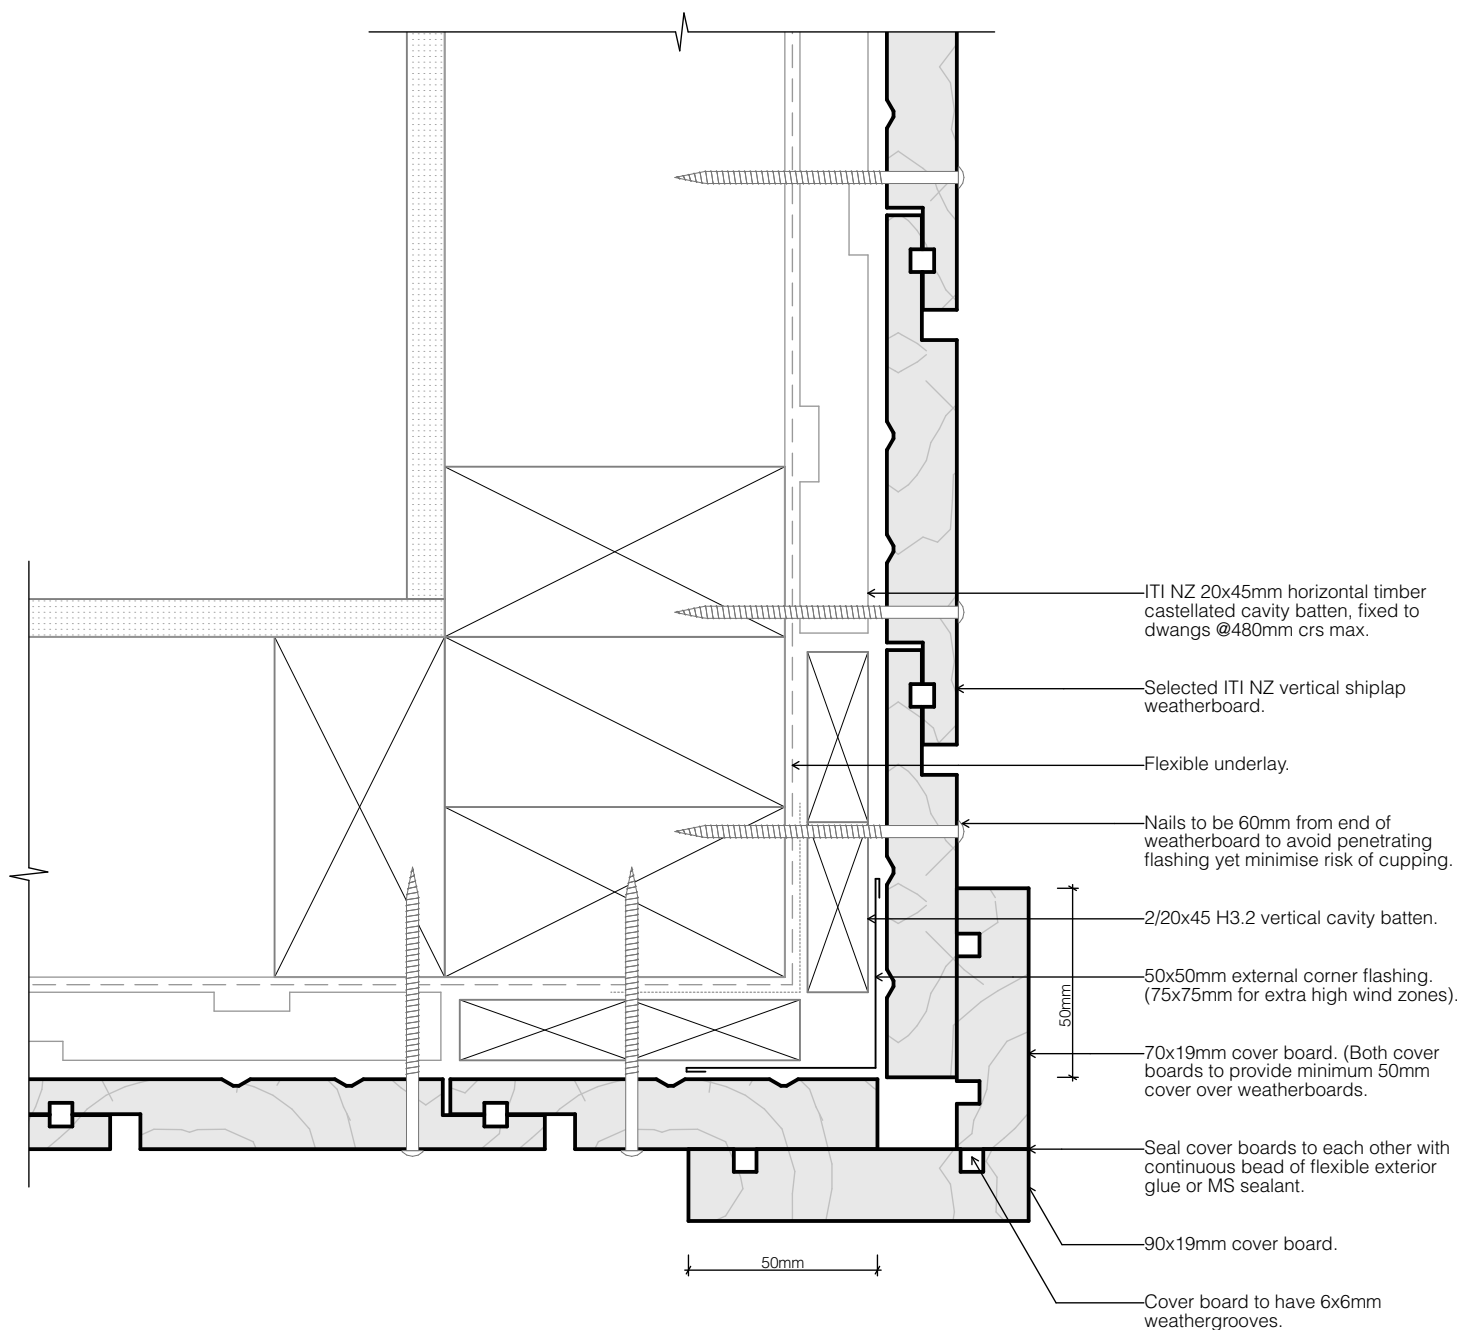 ITI NZ 20x45mm horizontal timber
castellated cavity batten, fixed to
dwangs @480mm crs max.
Selected ITI NZ vertical shiplap
weatherboard.
Flexible underlay.
Nails to be 60mm from end of
weatherboard to avoid penetrating
flashing yet minimise risk of cupping.
2/20x45 H3.2 vertical cavity batten.
50x50mm external corner flashing.
(75x75mm for extra high wind zones).
50mm
70x19mm cover board. (Both cover
boards to provide minimum 50mm
cover over weatherboards.
Seal cover boards to each other with
continuous bead of flexible exterior
glue or MS sealant.
90x19mm cover board.
50mm
Cover board to have 6x6mm
weathergrooves.